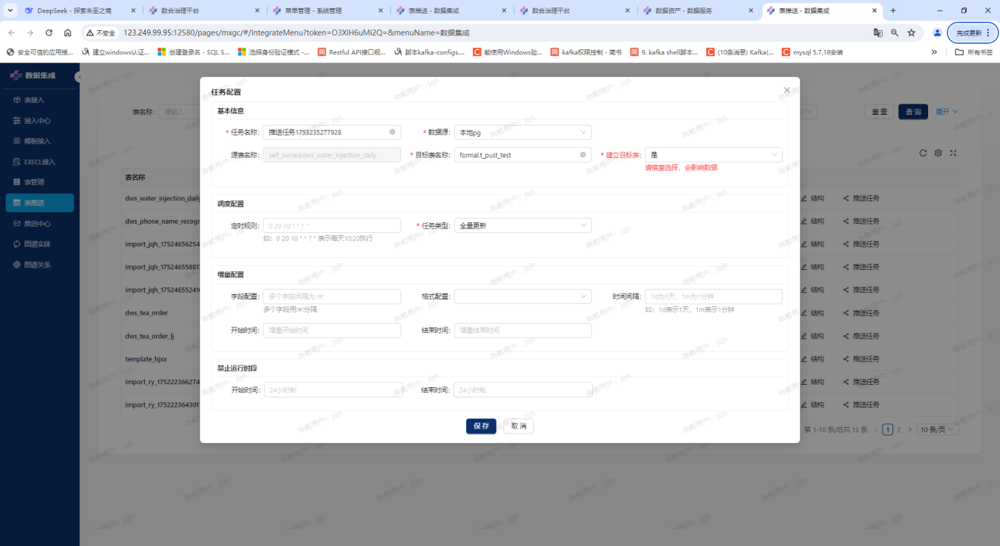 DeepSeek - 探索未至之境
数合治理平台
菜单管理 - 系统管理
表推送 - 数据集成
数合治理平台
数据资产 - 数据服务
表推送 - 数据集成
不安全 123.249.99.95:12580/pages/mxgc/#/integrateMenu?token=O3XIH6uMi2Q=&menuName=数据集成
完成更新
安全可信的应用授...
建立windows认证...
创建登录名 - SQL S...
选择身份验证模式 -...
Restful API接口规...
脚本kafka-configs....
能使用Windows验...
kafka权限控制 - 简书
9. kafka shell脚本...
(10条消息) Kafka(...
mysql 5.7.18安装
所有书签
数据集成
表接入
接入中心
模板接入
EXECL接入
表管理
表推送
推送中心
图谱实体
图谱关系
表名称: 请输入
重置 查询 展开
表名称
dws_water_injection_daily 结构 推送任务
dws_phone_name_recogr 结构 推送任务
import_jqh_17524656254 结构 推送任务
import_jqh_1752465588 结构 推送任务
import_jqh_1752465524 结构 推送任务
dws_tea_order 结构 推送任务
dws_tea_order_lj 结构 推送任务
template_hjxx 结构 推送任务
import_ry_175222366274 结构 推送任务
import_ry_175222364301 结构 推送任务
第 1-10 条/总共 13 条 1 2 10 条/页
任务配置
基本信息
* 任务名称: 推送任务1753235277928 * 数据源: 本地pg
源表名称: self_owned.dws_water_injection_daily * 目标表名称: formal.t_pust_test * 建立目标表: 是
请慎重选择，会影响数据
调度配置
定时规则: 0 20 10 * * ? * * 任务类型: 全量更新
如：0 20 10 * * ? * 表示每天10:20执行
增量配置
字段配置: 多个字段间隔为 !#! 格式配置: 时间间隔: 1d为1天，1m为1分钟
多个字段用!#!分隔 如：1d表示1天，1m表示1分钟
开始时间: 增量开始时间 结束时间: 增量结束时间
禁止运行时段
开始时间: 24小时制 结束时间: 24小时制
保存 取消
当前用户：jqh